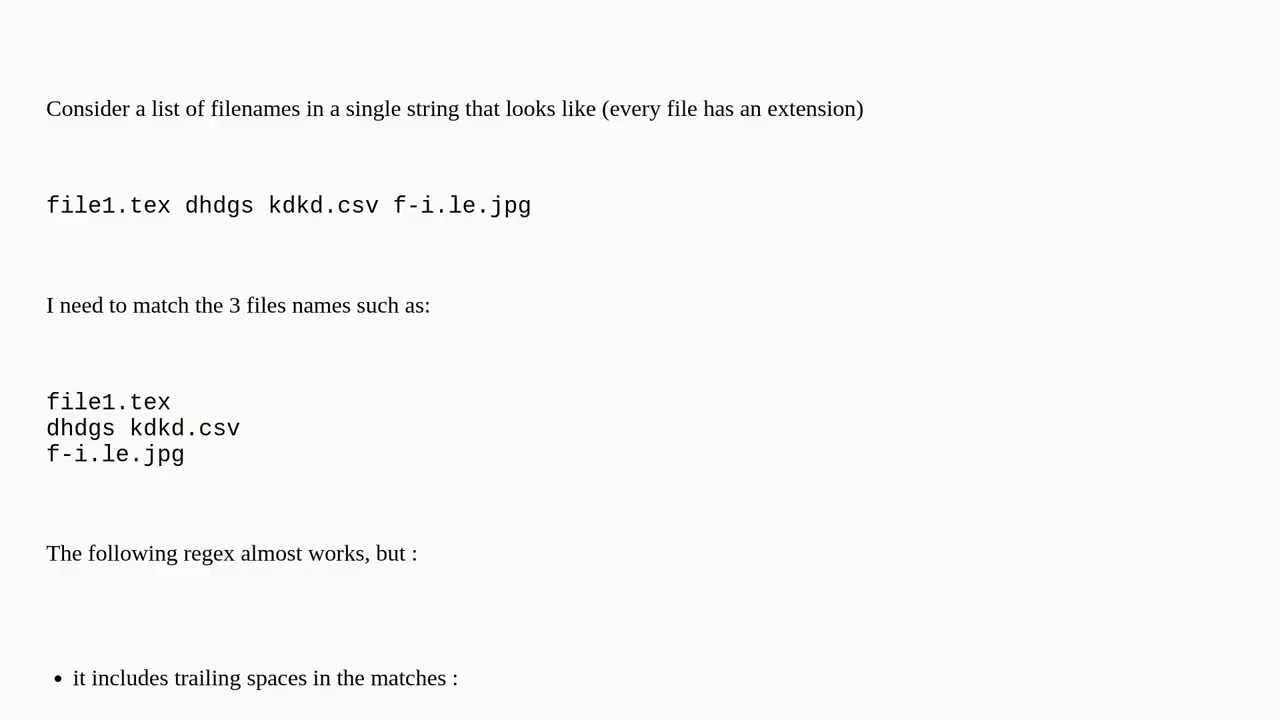 Consider a list of filenames in a single string that looks like (every file has an extension)
file1.tex dhdgs kdkd.csv f-i.le.jpg
I need to match the 3 files names such as:
file1.tex
dhdgs kdkd.csv
f-i.le.jpg
The following regex almost works, but :
• it includes trailing spaces in the matches :